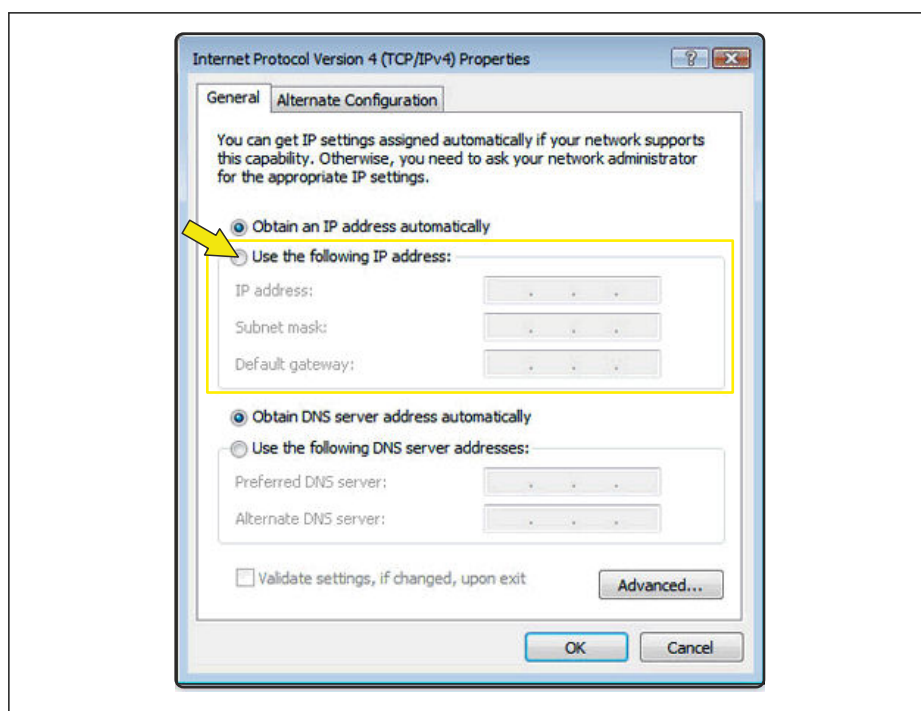 Internet Protocol Version 4 (TCP/IPv4) Properties
General
Alternate Configuration
You can get IP settings assigned automatically if your network supports
this capability. Otherwise, you need to ask your network administrator
for the appropriate IP settings.
Obtain an IP address automatically
Use the following IP address:
IP address:
Subnet mask:
Default gateway:
Obtain DNS server address automatically
Use the following DNS server addresses:
Preferred DNS server:
Alternate DNS server:
Validate settings, if changed, upon exit
Advanced...
OK
Cancel